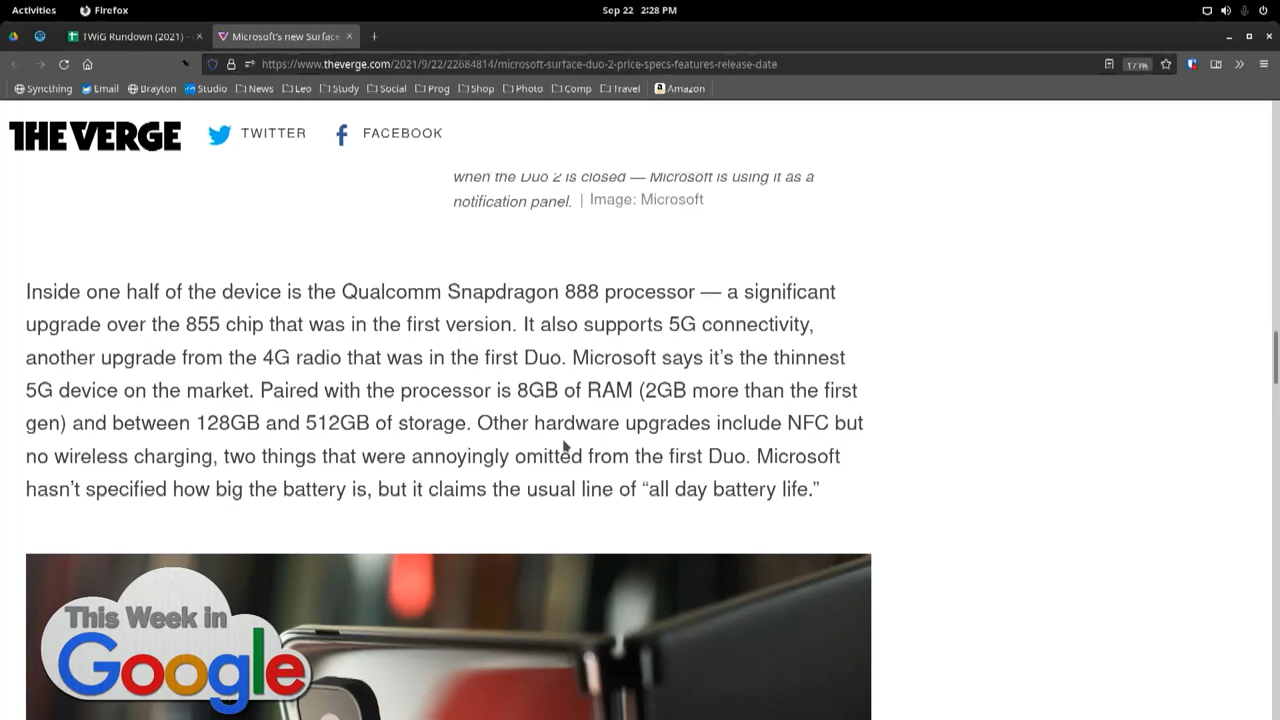 Activities Firefox Sep 22 2:28 PM
TWiG Rundown (2021) - × Microsoft's new Surface × +
https://www.theverge.com/2021/9/22/22684814/microsoft-surface-duo-2-price-specs-features-release-date
Syncthing Email Brayton Studio News Leo Study Social Prog Shop Photo Comp Travel Amazon
THE VERGE TWITTER FACEBOOK
when the Duo 2 is closed — Microsoft is using it as a
notification panel. | Image: Microsoft
Inside one half of the device is the Qualcomm Snapdragon 888 processor — a significant
upgrade over the 855 chip that was in the first version. It also supports 5G connectivity,
another upgrade from the 4G radio that was in the first Duo. Microsoft says it’s the thinnest
5G device on the market. Paired with the processor is 8GB of RAM (2GB more than the first
gen) and between 128GB and 512GB of storage. Other hardware upgrades include NFC but
no wireless charging, two things that were annoyingly omitted from the first Duo. Microsoft
hasn’t specified how big the battery is, but it claims the usual line of “all day battery life.”
This Week in
Google